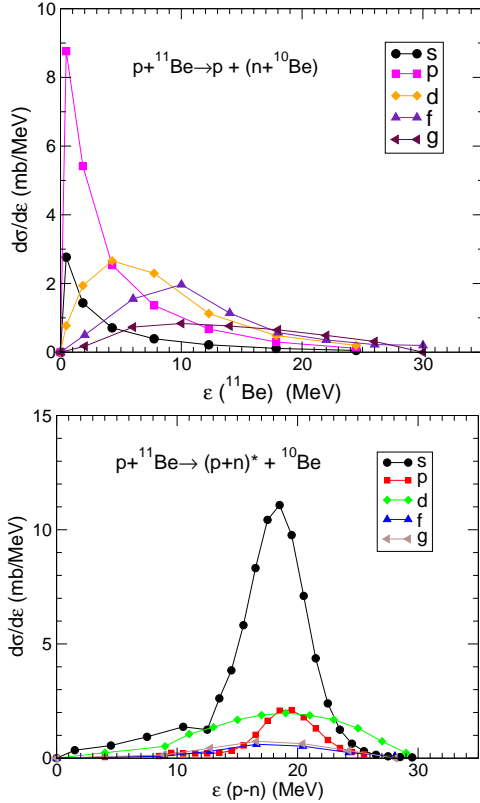 10
8
6
4
2
0
dσ/dε (mb/MeV)
p+¹¹Be→p + (n+¹⁰Be)
s
p
d
f
g
0 10 20 30
ε (¹¹Be) (MeV)
15
10
5
0
dσ/dε (mb/MeV)
p+¹¹Be→ (p+n)* + ¹⁰Be
s
p
d
f
g
0 10 20 30
ε (p-n) (MeV)